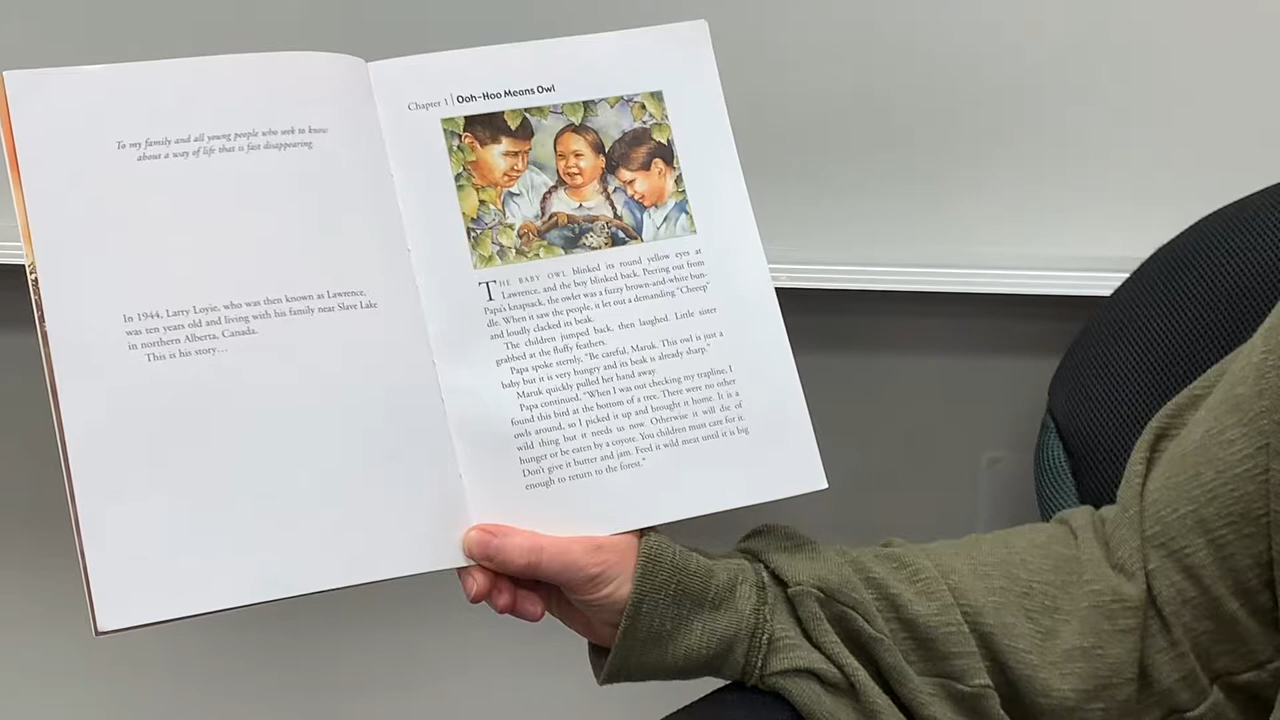 To my family and all young people who seek to know
about a way of life that is fast disappearing.
In 1944, Larry Loyie, who was then known as Lawrence,
was ten years old and living with his family near Slave Lake
in northern Alberta, Canada.
This is his story…
Chapter 1 | Ooh-Hoo Means Owl
THE BABY OWL blinked its round yellow eyes at
Lawrence, and the boy blinked back. Peering out from
Papa's knapsack, the owlet was a fuzzy brown-and-white bun-
dle. When it saw the people, it let out a demanding "Cheep"
and loudly clacked its beak.
The children jumped back, then laughed. Little sister
grabbed at the fluffy feathers.
Papa spoke sternly, "Be careful, Maruk. This owl is just a
baby but it is very hungry and its beak is already sharp."
Maruk quickly pulled her hand away.
Papa continued, "When I was out checking my trapline, I
found this bird at the bottom of a tree. There were no other
owls around, so I picked it up and brought it home. It is a
wild thing but it needs us now. Otherwise it will die of
hunger or be eaten by a coyote. You children must care for it.
Don't give it butter and jam. Feed it wild meat until it is big
enough to return to the forest."